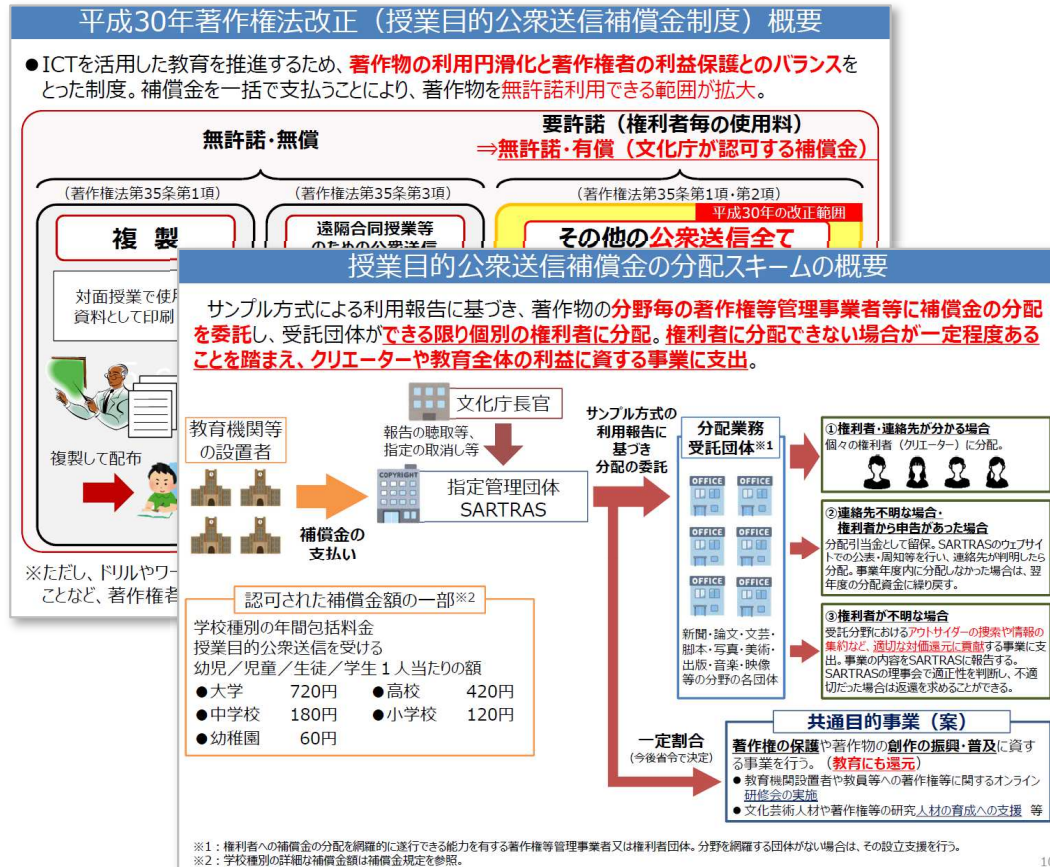 平成30年著作権法改正（授業目的公衆送信補償金制度）概要
●ICTを活用した教育を推進するため、著作物の利用円滑化と著作権者の利益保護とのバランスを
とった制度。補償金を一括で支払うことにより、著作物を無許諾利用できる範囲が拡大。
無許諾・無償
要許諾（権利者毎の使用料）
⇒無許諾・有償（文化庁が認可する補償金）
（著作権法第35条第1項）
（著作権法第35条第3項）
（著作権法第35条第1項・第2項）
平成30年の改正範囲
複 製
遠隔合同授業等
のための公衆送信
その他の公衆送信全て
対面授業で使
資料として印刷
複製して配布
※ただし、ドリルやワー
ことなど、著作権者
授業目的公衆送信補償金の分配スキームの概要
サンプル方式による利用報告に基づき、著作物の分野毎の著作権等管理事業者等に補償金の分配
を委託し、受託団体ができる限り個別の権利者に分配。権利者に分配できない場合が一定程度ある
ことを踏まえ、クリエーターや教育全体の利益に資する事業に支出。
教育機関等
の設置者
補償金の
支払い
文化庁長官
報告の聴取等、
指定の取消し等
COPYRIGHT
指定管理団体
SARTRAS
サンプル方式の
利用報告に
基づき
分配の委託
分配業務
受託団体※1
OFFICE OFFICE
OFFICE OFFICE
OFFICE OFFICE
新聞・論文・文芸・
脚本・写真・美術・
出版・音楽・映像
等の分野の各団体
①権利者・連絡先が分かる場合
個々の権利者（クリエーター）に分配。
②連絡先不明な場合・
権利者から申告があった場合
分配引当金として留保。SARTRASのウェブサイ
トでの公表・周知等を行い、連絡先が判明したら
分配。事業年度内に分配しなかった場合は、翌
年度の分配資金に繰戻す。
③権利者が不明な場合
受託分野におけるアウトサイダーの捜索や情報の
集約など、適切な対価還元に貢献する事業に支
出。事業の内容をSARTRASに報告する。
SARTRASの理事会で適正性を判断し、不適
切だった場合は返還を求めることができる。
認可された補償金額の一部※2
学校種別の年間包括料金
授業目的公衆送信を受ける
幼児／児童／生徒／学生１人当たりの額
●大学 720円 ●高校 420円
●中学校 180円 ●小学校 120円
●幼稚園 60円
一定割合
（今後省令で決定）
共通目的事業（案）
著作権の保護や著作物の創作の振興・普及に資す
る事業を行う。（教育にも還元）
● 教育機関設置者や教員等への著作権等に関するオンライン
研修会の実施
● 文化芸術人材や著作権等の研究人材の育成への支援 等
※1：権利者への補償金の分配を網羅的に遂行できる能力を有する著作権等管理事業者又は権利者団体。分野を網羅する団体がない場合は、その設立支援を行う。
※2：学校種別の詳細な補償金額は補償金規定を参照。